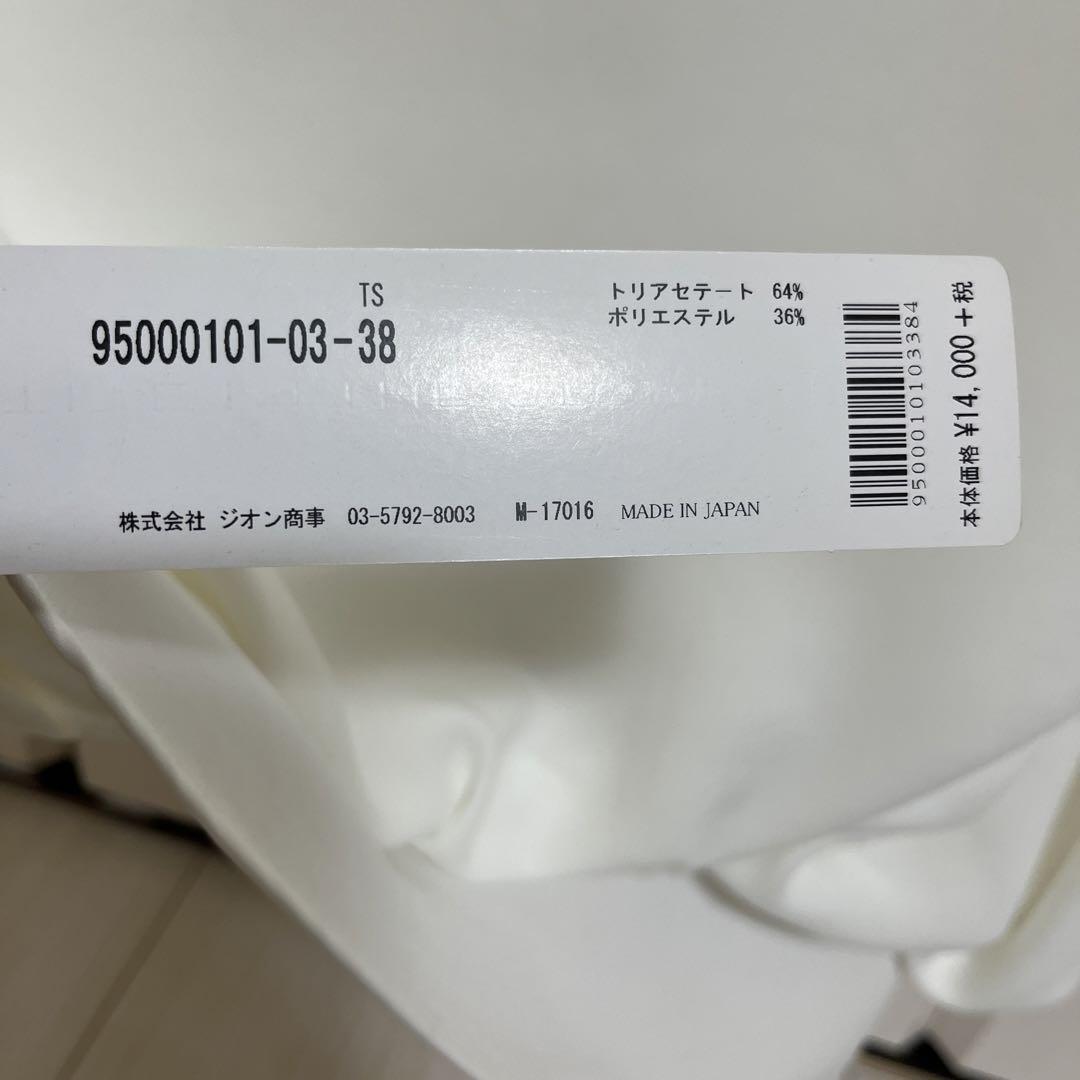 TS
95000101-03-38
トリアセテート 64%
ポリエステル 36%
9500010103384
本体価格 ¥14,000+税
株式会社 ジオン商事 03-5792-8003 M-17016 MADE IN JAPAN